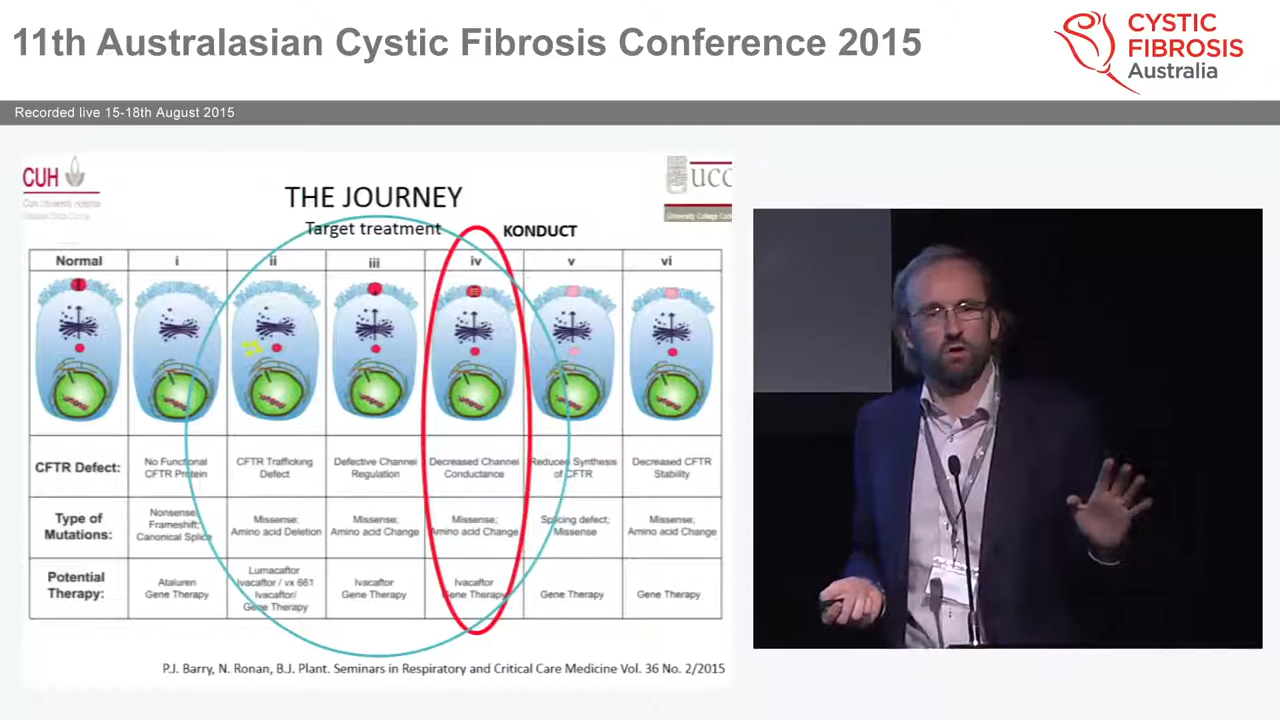 11th Australasian Cystic Fibrosis Conference 2015
CYSTIC
FIBROSIS
Australia
Recorded live 15-18th August 2015
CUH
UCC
THE JOURNEY
Target treatment
KONDUCT
Normal i ii iii iv v vi
CFTR Defect:
No Functional
CFTR Protein
CFTR Trafficking
Defect
Defective Channel
Regulation
Decreased Channel
Conductance
Reduced Synthesis
of CFTR
Decreased CFTR
Stability
Type of
Mutations:
Nonsense;
Frameshift;
Canonical Splice
Missense;
Amino acid Deletion
Missense;
Amino acid Change
Missense;
Amino acid Change
Splicing defect;
Missense
Missense;
Amino acid Change
Potential
Therapy:
Ataluren
Gene Therapy
Lumacaftor
Ivacaftor / vx 661
Ivacaftor/
Gene Therapy
Ivacaftor
Gene Therapy
Ivacaftor
Gene Therapy
Gene Therapy
Gene Therapy
P.J. Barry, N. Ronan, B.J. Plant. Seminars in Respiratory and Critical Care Medicine Vol. 36 No. 2/2015